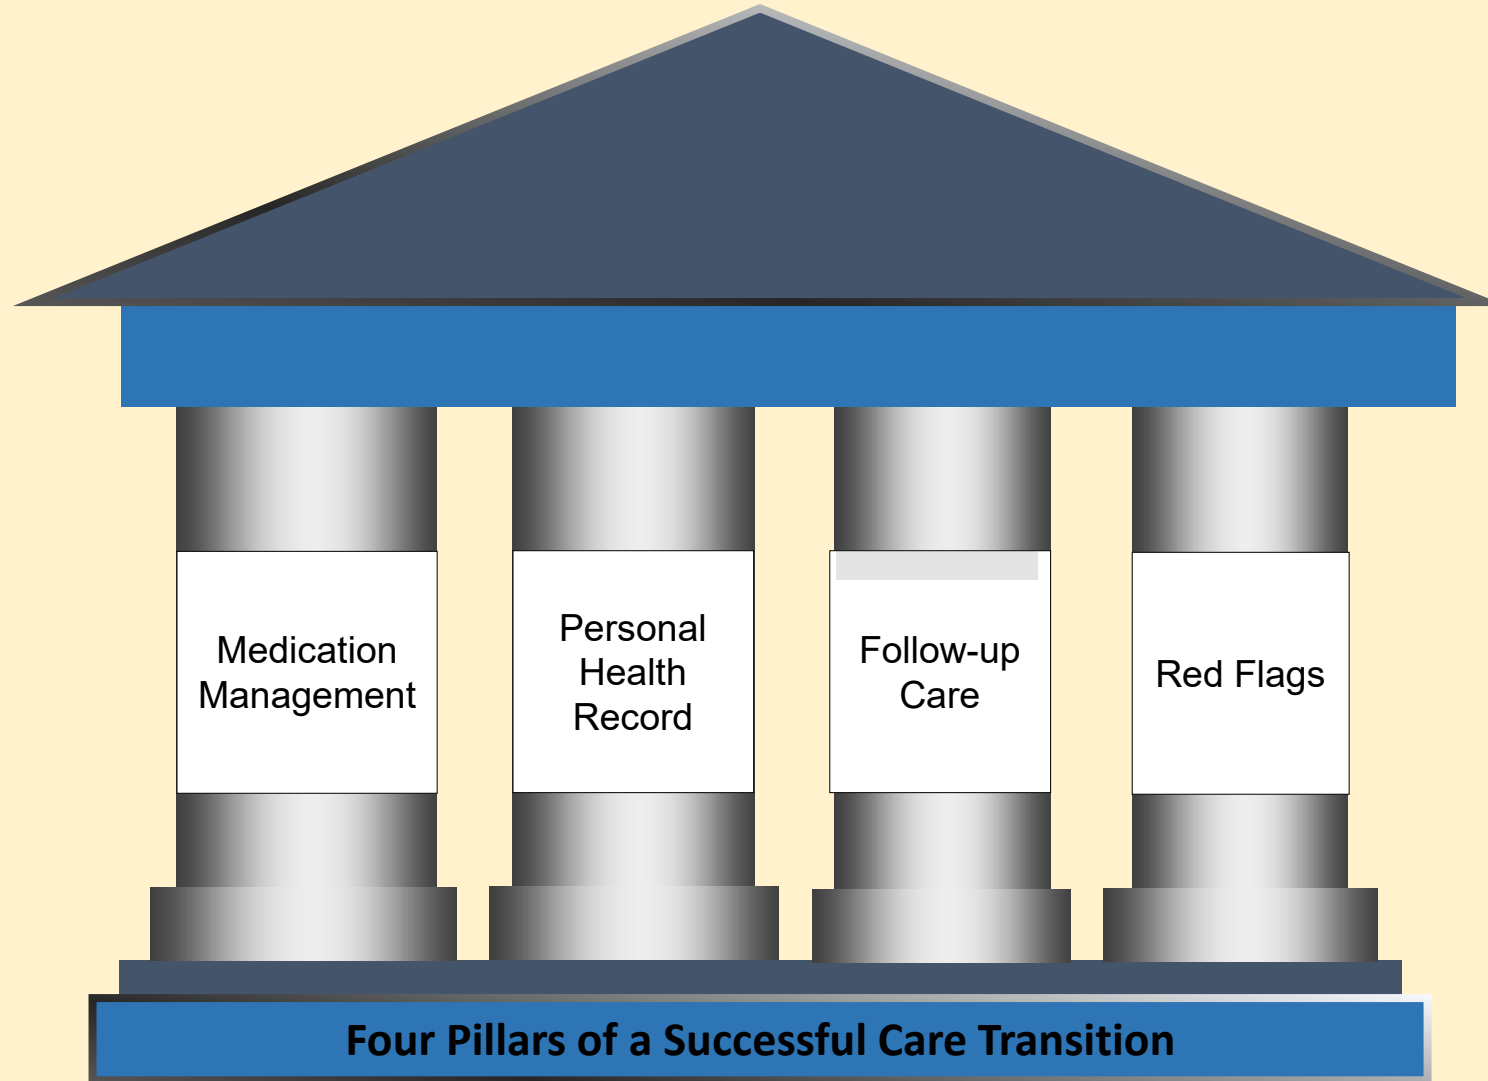 Medication
Management
Personal
Health
Record
Follow-up
Care
Red Flags
Four Pillars of a Successful Care Transition